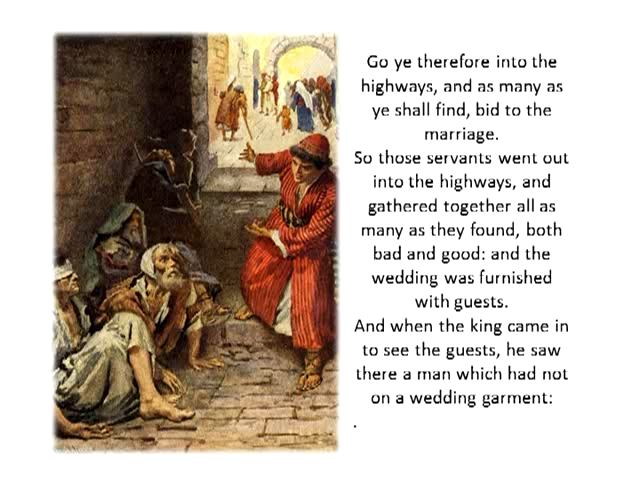 Go ye therefore into the
highways, and as many as
ye shall find, bid to the
marriage.
So those servants went out
into the highways, and
gathered together all as
many as they found, both
bad and good: and the
wedding was furnished
with guests.
And when the king came in
to see the guests, he saw
there a man which had not
on a wedding garment:
.